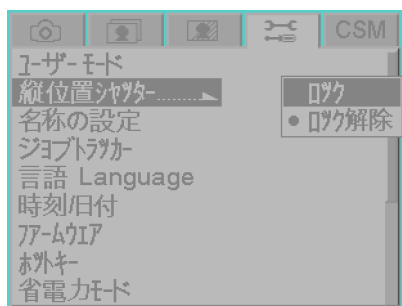 CSM
ユーザーモード
縦位置シャッター.........
ロック
名称の設定
ロック解除
ジョブトラッカー
言語 Language
時刻/日付
ファームウエア
ホットキー
省電力モード